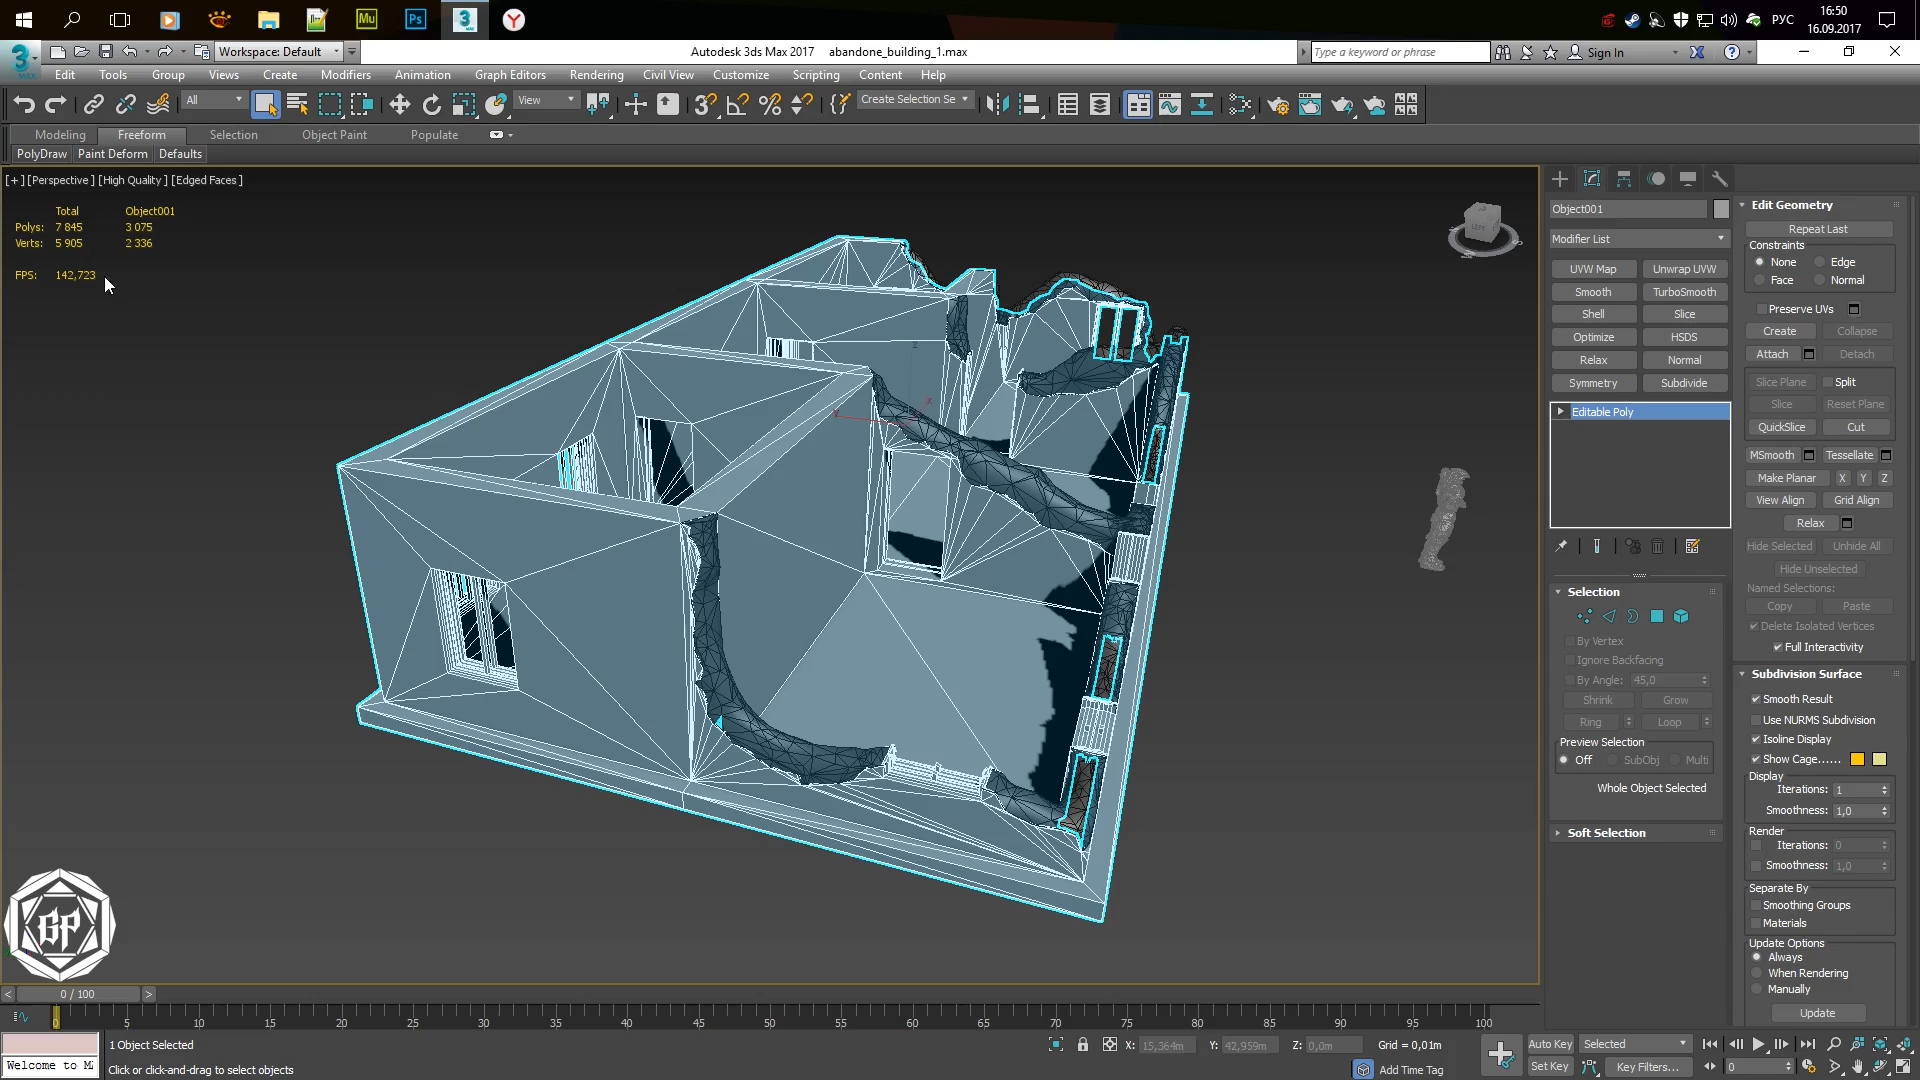 Mu
Ps
3
MAX
Y
РУС
16:50
16.09.2017
3
MAX
Workspace: Default
Autodesk 3ds Max 2017 abandone_building_1.max
Type a keyword or phrase
Sign In
Edit Tools Group Views Create Modifiers Animation Graph Editors Rendering Civil View Customize Scripting Content Help
All
View
Create Selection Se
Modeling Freeform Selection Object Paint Populate
PolyDraw Paint Deform Defaults
[+] [Perspective] [High Quality] [Edged Faces]
Total Object001
Polys: 7 845 3 075
Verts: 5 905 2 336
FPS: 142,723
z
x
GP
Object001
Modifier List
UVW Map Unwrap UVW
Smooth TurboSmooth
Shell Slice
Optimize HSDS
Relax Normal
Symmetry Subdivide
Editable Poly
Selection
By Vertex
Ignore Backfacing
By Angle: 45,0
Shrink Grow
Ring Loop
Preview Selection
Off SubObj Multi
Whole Object Selected
Soft Selection
Edit Geometry
Repeat Last
Constraints
None Edge
Face Normal
Preserve UVs
Create Collapse
Attach Detach
Slice Plane Split
Slice Reset Plane
QuickSlice Cut
MSmooth Tessellate
Make Planar X Y Z
View Align Grid Align
Relax
Hide Selected Unhide All
Hide Unselected
Named Selections:
Copy Paste
Delete Isolated Vertices
Full Interactivity
Subdivision Surface
Smooth Result
Use NURMS Subdivision
Isoline Display
Show Cage......
Display
Iterations: 1
Smoothness: 1,0
Render
Iterations: 0
Smoothness: 1,0
Separate By
Smoothing Groups
Materials
Update Options
Always
When Rendering
Manually
Update
< 0 / 100 >
0 5 10 15 20 25 30 35 40 45 50 55 60 65 70 75 80 85 90 95 100
1 Object Selected
X: 15,364m Y: 42,959m Z: 0,0m Grid = 0,01m
Auto Key Selected
Welcome to M
Click or click-and-drag to select objects
Add Time Tag
Set Key Key Filters...
0